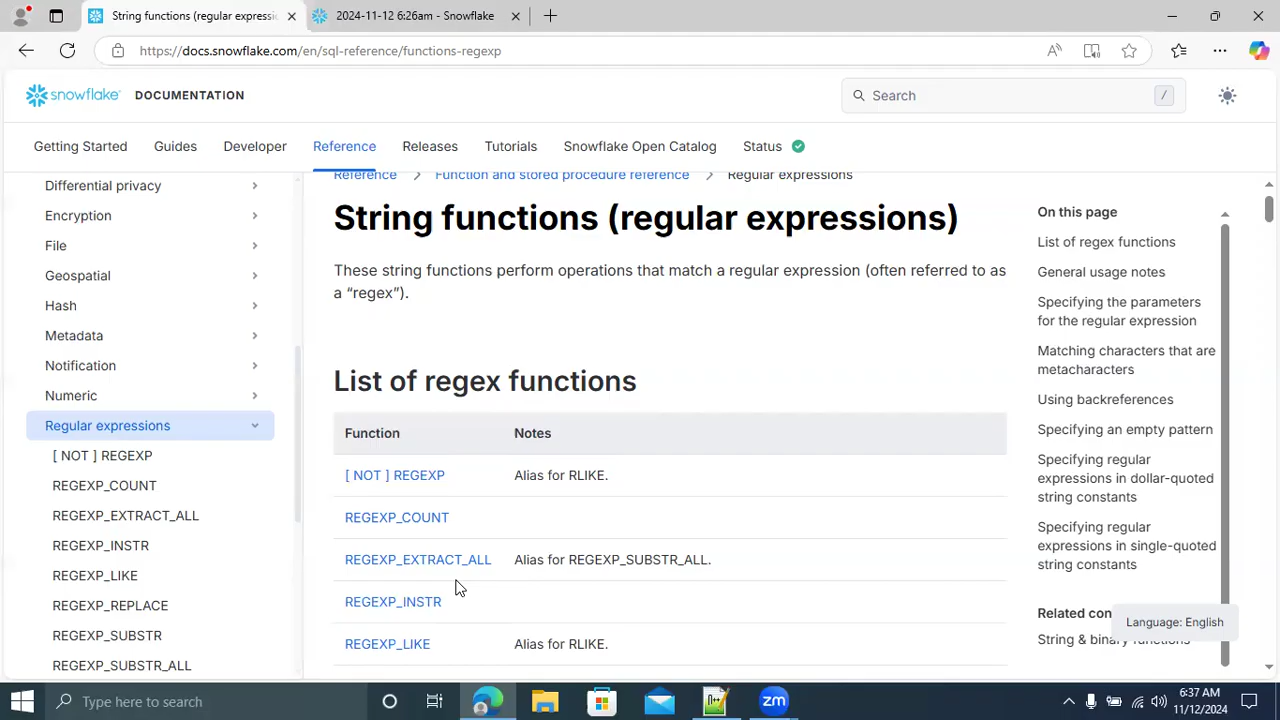 String functions (regular expressi
2024-11-12 6:26am - Snowflake
https://docs.snowflake.com/en/sql-reference/functions-regexp
snowflake DOCUMENTATION
Search
/
Getting Started Guides Developer Reference Releases Tutorials Snowflake Open Catalog Status
Differential privacy
Encryption
File
Geospatial
Hash
Metadata
Notification
Numeric
Regular expressions
[ NOT ] REGEXP
REGEXP_COUNT
REGEXP_EXTRACT_ALL
REGEXP_INSTR
REGEXP_LIKE
REGEXP_REPLACE
REGEXP_SUBSTR
REGEXP_SUBSTR_ALL
Reference > Function and stored procedure reference > Regular expressions
String functions (regular expressions)
These string functions perform operations that match a regular expression (often referred to as
a “regex”).
List of regex functions
Function Notes
[ NOT ] REGEXP Alias for RLIKE.
REGEXP_COUNT
REGEXP_EXTRACT_ALL Alias for REGEXP_SUBSTR_ALL.
REGEXP_INSTR
REGEXP_LIKE Alias for RLIKE.
On this page
List of regex functions
General usage notes
Specifying the parameters
for the regular expression
Matching characters that are
metacharacters
Using backreferences
Specifying an empty pattern
Specifying regular
expressions in dollar-quoted
string constants
Specifying regular
expressions in single-quoted
string constants
Related con
Language: English
String & binary functions
Type here to search
zm
6:37 AM
11/12/2024